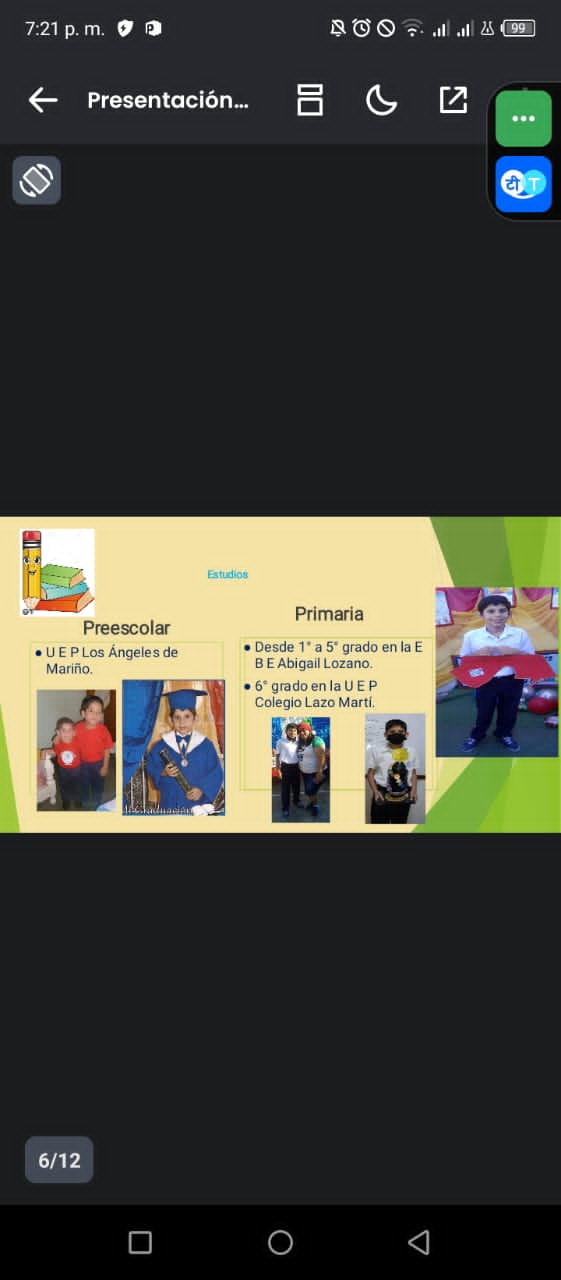 7:21 p. m.
99
Presentación...
टी T
Estudios
Preescolar
Primaria
• U E P Los Ángeles de
Mariño.
• Desde 1° a 5° grado en la E
B E Abigail Lozano.
• 6° grado en la U E P
Colegio Lazo Martí.
Graduación
6/12